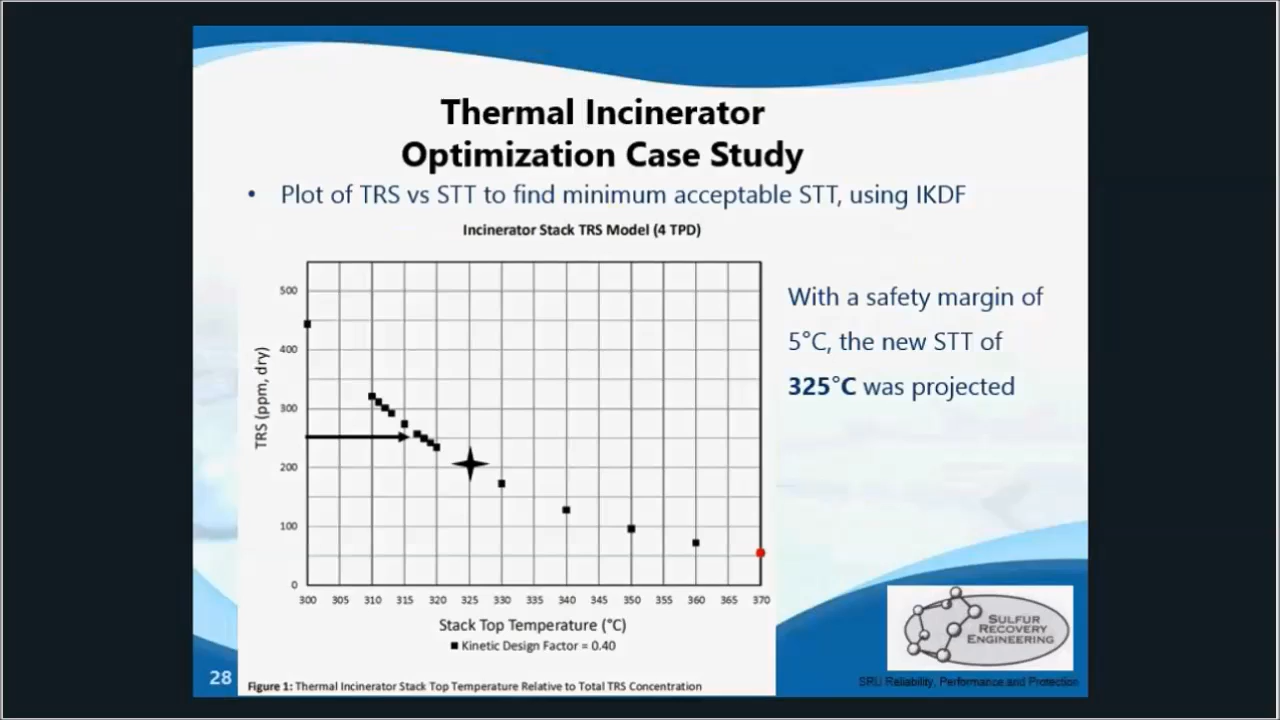 Thermal Incinerator
Optimization Case Study
• Plot of TRS vs STT to find minimum acceptable STT, using IKDF
Incinerator Stack TRS Model (4 TPD)
500
400
300
200
100
0
TRS (ppm, dry)
300 305 310 315 320 325 330 335 340 345 350 355 360 365 370
Stack Top Temperature (°C)
Kinetic Design Factor = 0.40
Figure 1: Thermal Incinerator Stack Top Temperature Relative to Total TRS Concentration
With a safety margin of
5°C, the new STT of
325°C was projected
SULFUR
RECOVERY
ENGINEERING
SRU Reliability, Performance and Protection
28